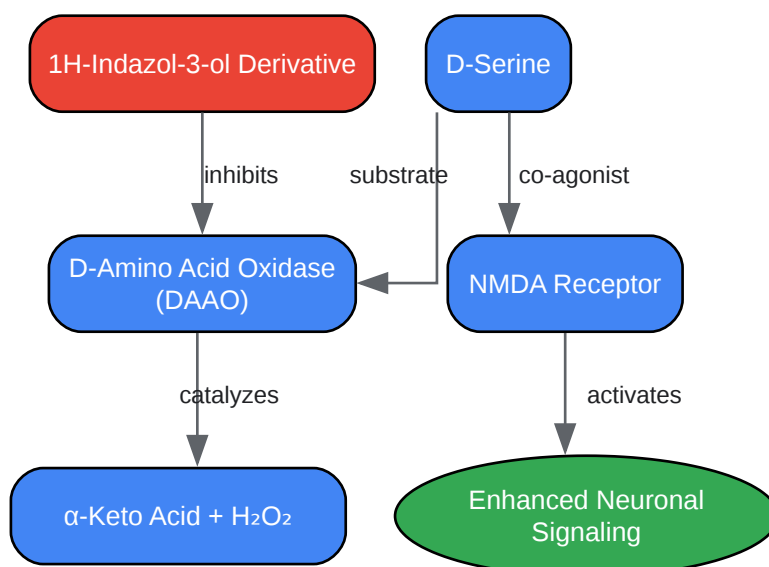 1H-Indazol-3-ol Derivative
D-Serine
inhibits
substrate
co-agonist
D-Amino Acid Oxidase
(DAAO)
NMDA Receptor
catalyzes
activates
α-Keto Acid + H₂O₂
Enhanced Neuronal
Signaling